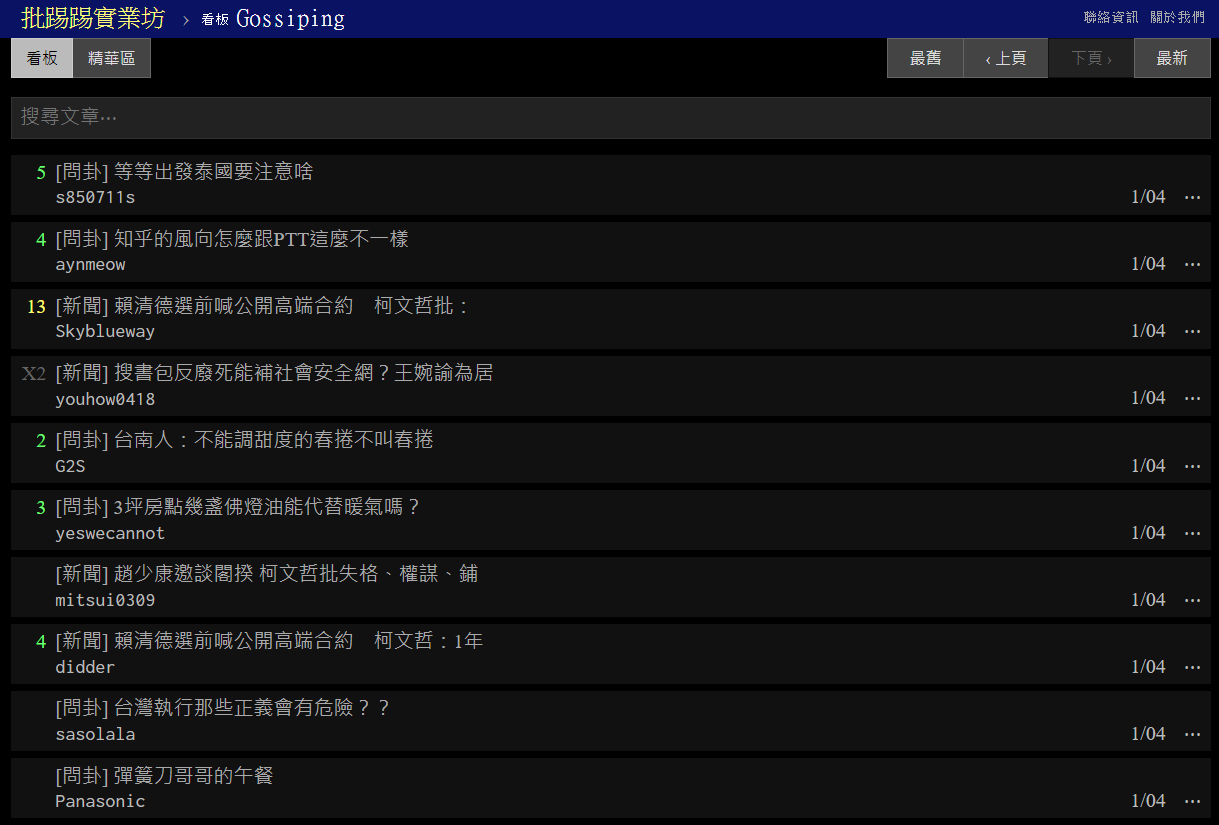 批踢踢實業坊 › 看板 Gossiping 聯絡資訊 關於我們
看板 精華區 最舊 ‹ 上頁 下頁 › 最新
搜尋文章⋯
5 [問卦] 等等出發泰國要注意啥
s850711s 1/04 ⋯
4 [問卦] 知乎的風向怎麼跟PTT這麼不一樣
aynmeow 1/04 ⋯
13 [新聞] 賴清德選前喊公開高端合約　柯文哲批：
Skyblueway 1/04 ⋯
X2 [新聞] 搜書包反廢死能補社會安全網？王婉諭為居
youhow0418 1/04 ⋯
2 [問卦] 台南人：不能調甜度的春捲不叫春捲
G2S 1/04 ⋯
3 [問卦] 3坪房點幾盞佛燈油能代替暖氣嗎？
yeswecannot 1/04 ⋯
[新聞] 趙少康邀談閣揆 柯文哲批失格、權謀、鋪
mitsui0309 1/04 ⋯
4 [新聞] 賴清德選前喊公開高端合約　柯文哲：1年
didder 1/04 ⋯
[問卦] 台灣執行那些正義會有危險？？
sasolala 1/04 ⋯
[問卦] 彈簧刀哥哥的午餐
Panasonic 1/04 ⋯